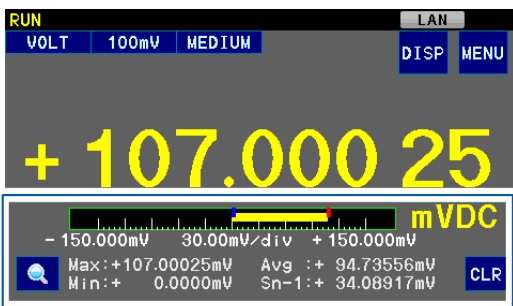 RUN LAN
VOLT 100mV MEDIUM DISP MENU
+ 107.000 25
mVDC
- 150.000mV 30.00mV/div + 150.000mV
Max:+107.00025mV Avg :+ 94.73556mV
Min:+ 0.0000mV Sn-1:+ 34.08917mV
CLR